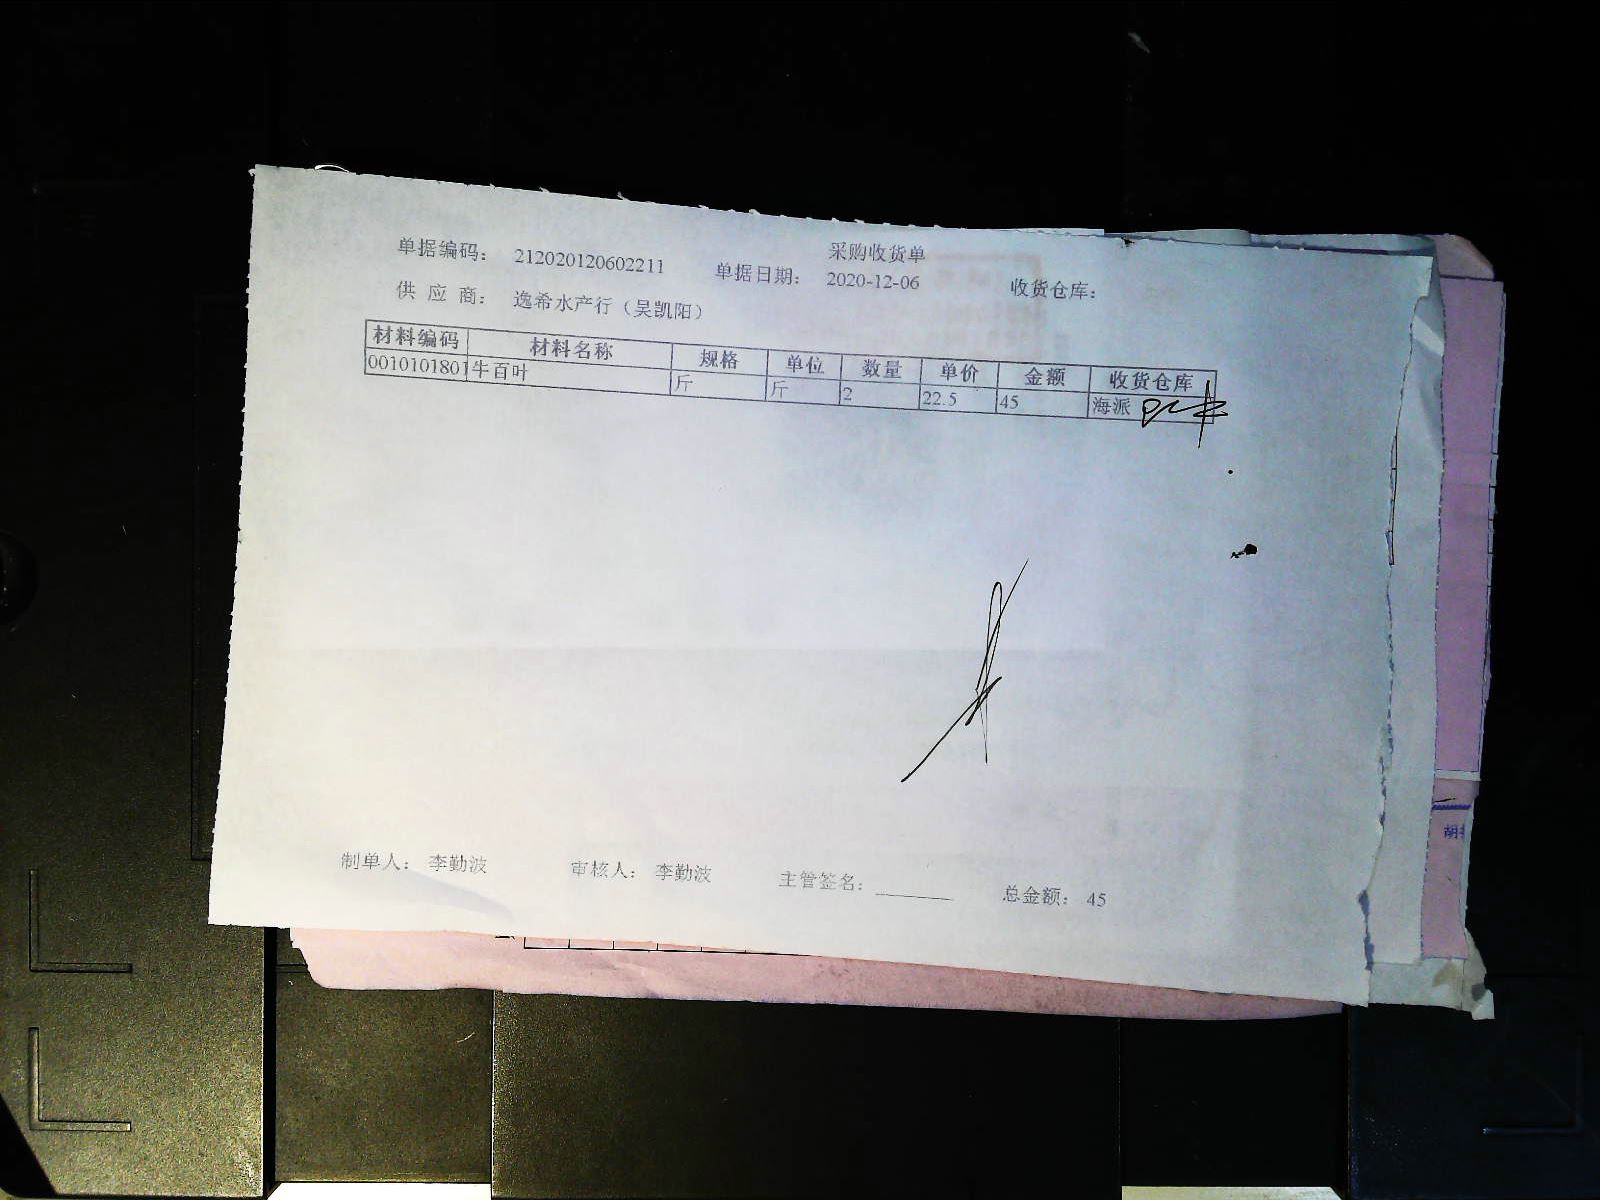 采购收货单
单据编码： 212020120602211 单据日期： 2020-12-06 收货仓库：
供 应 商： 逸希水产行（吴凯阳）
材料编码 材料名称 规格 单位 数量 单价 金额 收货仓库
0010101801 牛百叶 斤 斤 2 22.5 45 海派
制单人： 李勤波 审核人： 李勤波 主管签名： 总金额： 45